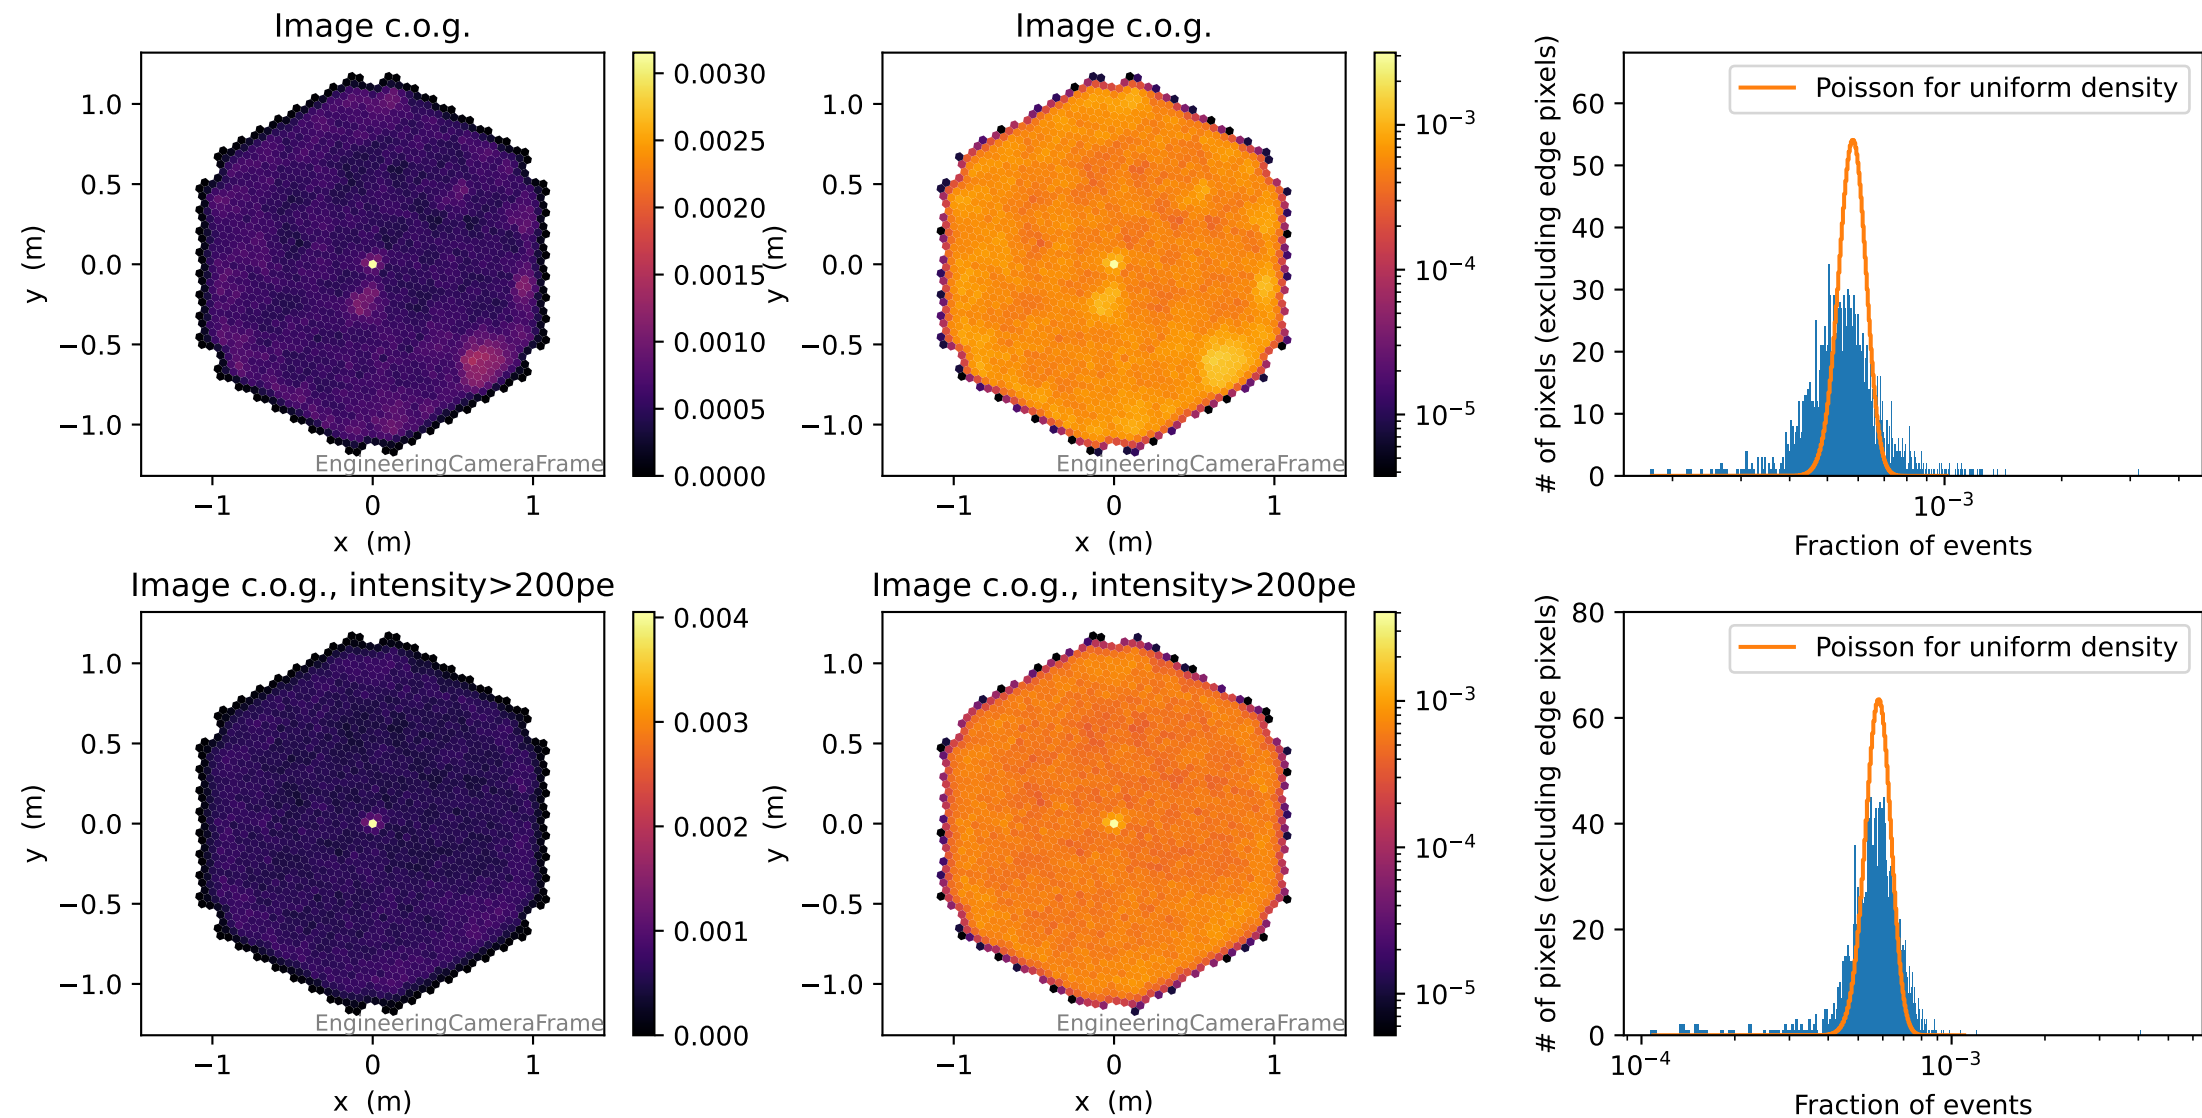 Image c.o.g.
1.0
0.5
0.0
−0.5
−1.0
y (m)
−1
0
1
x (m)
EngineeringCameraFrame
0.0030
0.0025
0.0020
0.0015
0.0010
0.0005
0.0000
Image c.o.g.
1.0
0.5
0.0
−0.5
−1.0
y (m)
−1
0
1
x (m)
EngineeringCameraFrame
10⁻³
10⁻⁴
10⁻⁵
Poisson for uniform density
60
50
40
30
20
10
0
# of pixels (excluding edge pixels)
10⁻³
Fraction of events
Image c.o.g., intensity>200pe
1.0
0.5
0.0
−0.5
−1.0
y (m)
−1
0
1
x (m)
EngineeringCameraFrame
0.004
0.003
0.002
0.001
0.000
Image c.o.g., intensity>200pe
1.0
0.5
0.0
−0.5
−1.0
y (m)
−1
0
1
x (m)
EngineeringCameraFrame
10⁻³
10⁻⁴
10⁻⁵
Poisson for uniform density
80
60
40
20
0
# of pixels (excluding edge pixels)
10⁻⁴
10⁻³
Fraction of events